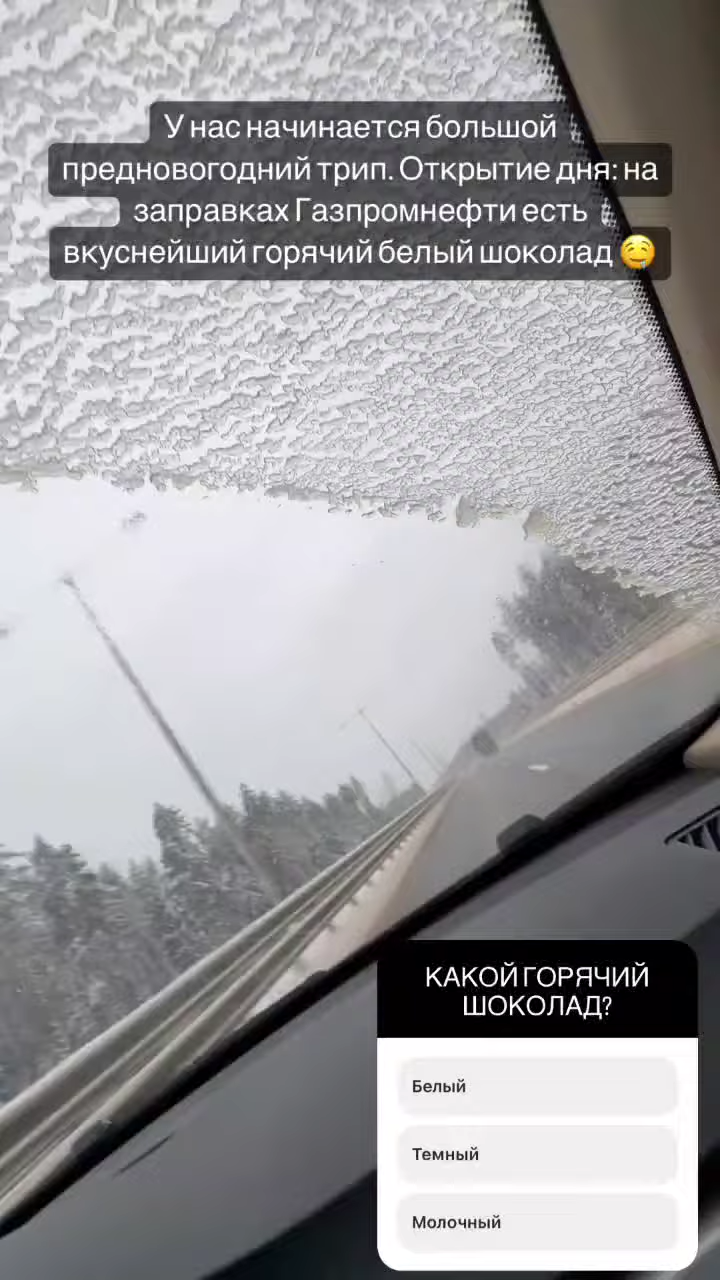 У нас начинается большой
предновогодний трип. Открытие дня: на
заправках Газпромнефти есть
вкуснейший горячий белый шоколад 🤤
КАКОЙ ГОРЯЧИЙ
ШОКОЛАД?
Белый
Темный
Молочный